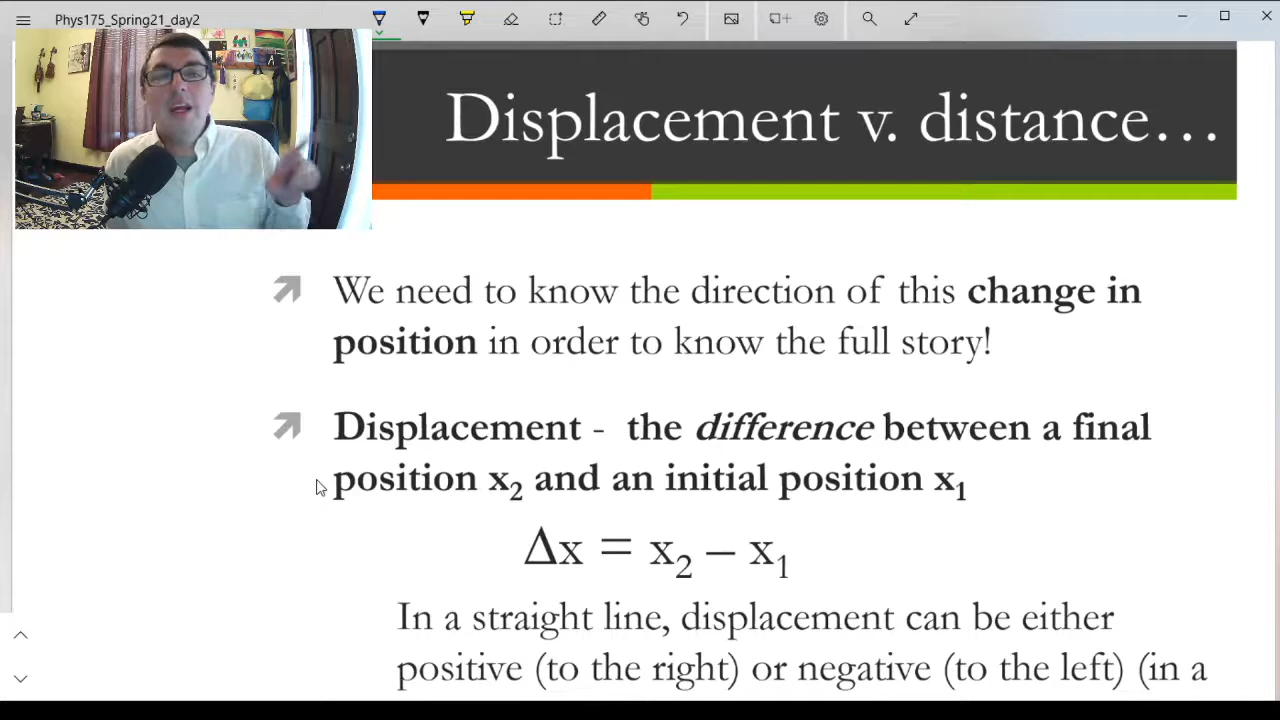 Phys175_Spring21_day2
Displacement v. distance…
We need to know the direction of this change in
position in order to know the full story!
Displacement - the difference between a final
position x₂ and an initial position x₁
Δx = x₂ – x₁
In a straight line, displacement can be either
positive (to the right) or negative (to the left) (in a